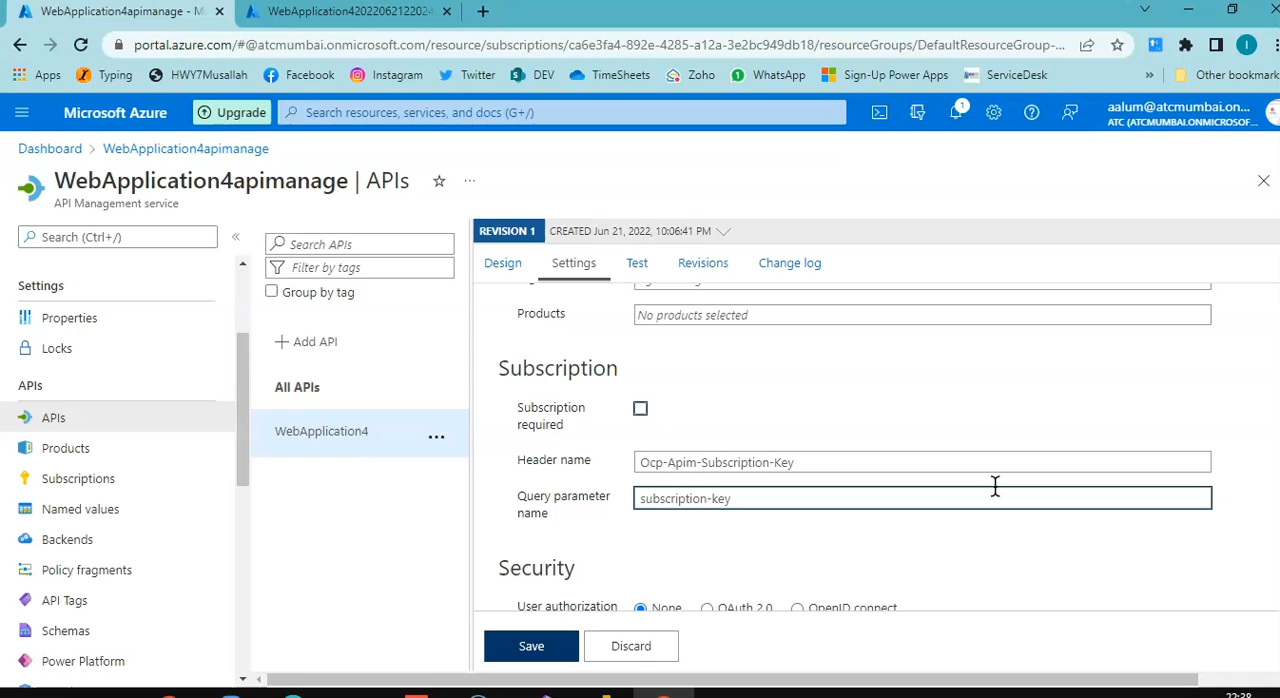 WebApplication4apimanage - M
WebApplication42022062122024
portal.azure.com/#@atcmumbai.onmicrosoft.com/resource/subscriptions/ca6e3fa4-892e-4285-a12a-3e2bc949db18/resourceGroups/DefaultResourceGroup-...
Apps Typing HWY7Musallah Facebook Instagram Twitter DEV TimeSheets Zoho WhatsApp Sign-Up Power Apps ServiceDesk » Other bookmark
Microsoft Azure Upgrade Search resources, services, and docs (G+/) 1 aalum@atcmumbai.on...
ATC (ATCMUMBAI.ONMICROSOF...
Dashboard > WebApplication4apimanage
WebApplication4apimanage | APIs
API Management service
Search (Ctrl+/) «
Settings
Properties
Locks
APIs
APIs
Products
Subscriptions
Named values
Backends
Policy fragments
API Tags
Schemas
Power Platform
Search APIs
Filter by tags
Group by tag
Add API
All APIs
WebApplication4
REVISION 1 CREATED Jun 21, 2022, 10:06:41 PM
Design Settings Test Revisions Change log
Products No products selected
Subscription
Subscription
required
Header name Ocp-Apim-Subscription-Key
Query parameter
name
subscription-key
Security
User authorization None OAuth 2.0 OpenID connect
Save Discard
22:38